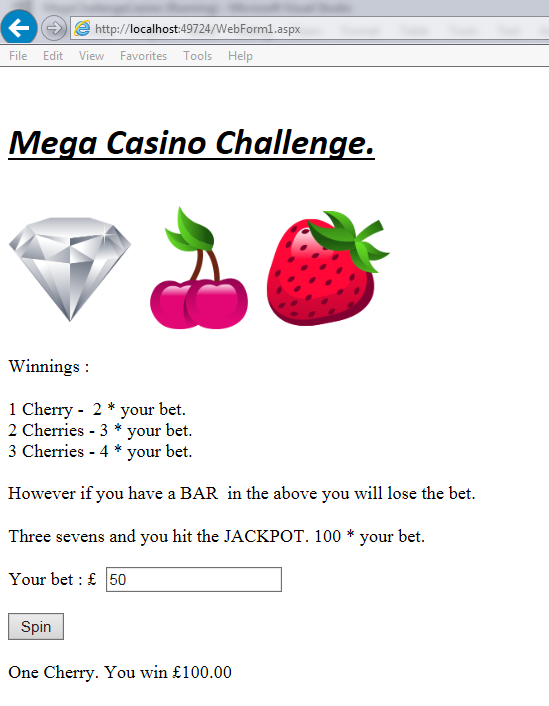 http://localhost:49724/WebForm1.aspx
File Edit View Favorites Tools Help
Mega Casino Challenge.
Winnings :
1 Cherry - 2 * your bet.
2 Cherries - 3 * your bet.
3 Cherries - 4 * your bet.
However if you have a BAR in the above you will lose the bet.
Three sevens and you hit the JACKPOT. 100 * your bet.
Your bet : £ 50
Spin
One Cherry. You win £100.00